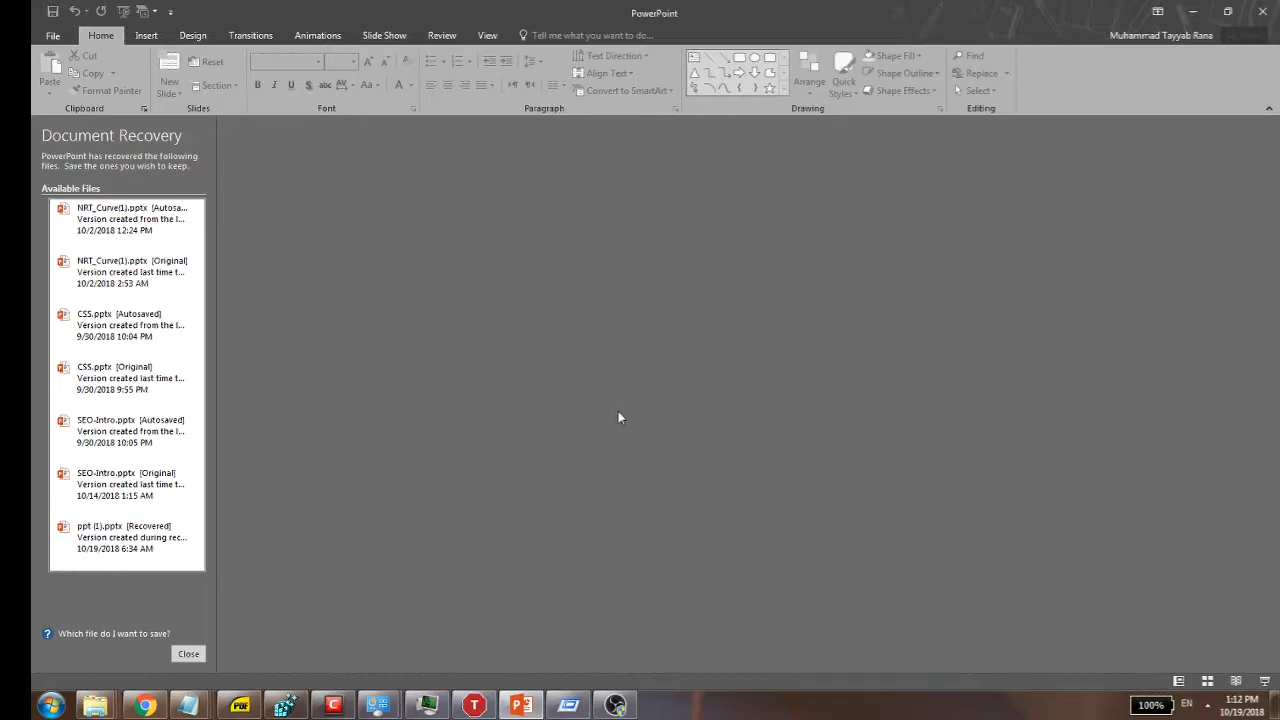 PowerPoint
File Home Insert Design Transitions Animations Slide Show Review View Tell me what you want to do... Muhammad Tayyab Rana
Cut
Copy
Format Painter
Paste
Clipboard
New
Slide
Reset
Section
Slides
B I U S abc AV Aa A
Font
Text Direction
Align Text
Convert to SmartArt
Paragraph
Arrange
Quick
Styles
Shape Fill
Shape Outline
Shape Effects
Drawing
Find
Replace
Select
Editing
Document Recovery
PowerPoint has recovered the following
files. Save the ones you wish to keep.
Available Files
NRT_Curve(1).pptx [Autosa...
Version created from the l...
10/2/2018 12:24 PM
NRT_Curve(1).pptx [Original]
Version created last time t...
10/2/2018 2:53 AM
CSS.pptx [Autosaved]
Version created from the l...
9/30/2018 10:04 PM
CSS.pptx [Original]
Version created last time t...
9/30/2018 9:55 PM
SEO-Intro.pptx [Autosaved]
Version created from the l...
9/30/2018 10:05 PM
SEO-Intro.pptx [Original]
Version created last time t...
10/14/2018 1:15 AM
ppt (1).pptx [Recovered]
Version created during rec...
10/19/2018 6:34 AM
? Which file do I want to save?
Close
PDF
C
T
P
100% EN
1:12 PM
10/19/2018